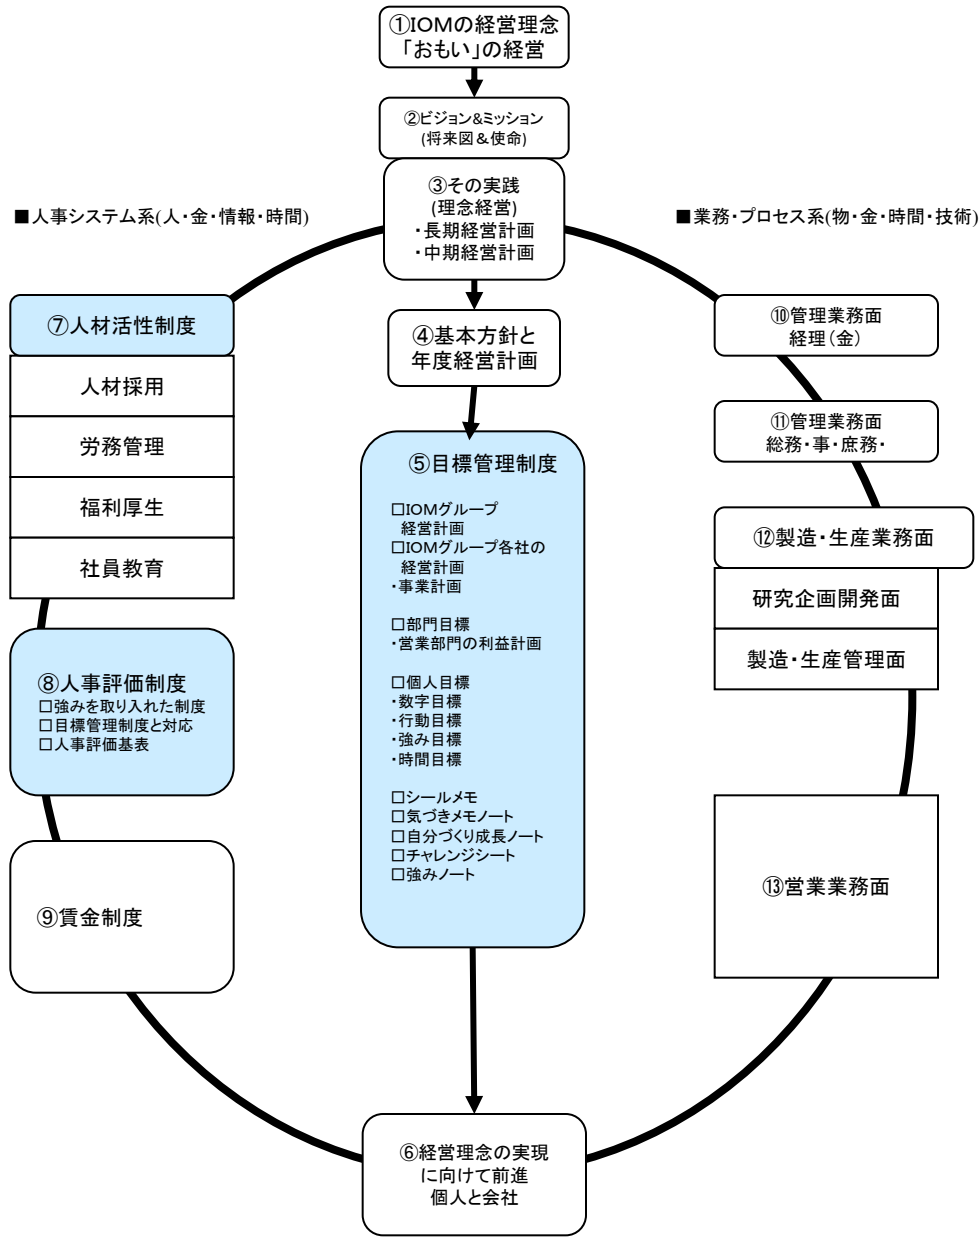 ①IOMの経営理念
「おもい」の経営
②ビジョン&ミッション
(将来図＆使命)
③その実践
(理念経営)
・長期経営計画
・中期経営計画
■人事システム系(人・金・情報・時間)
■業務・プロセス系(物・金・時間・技術)
④基本方針と
年度経営計画
⑤目標管理制度
□IOMグループ
経営計画
□IOMグループ各社の
経営計画
・事業計画
□部門目標
・営業部門の利益計画
□個人目標
・数字目標
・行動目標
・強み目標
・時間目標
□シールメモ
□気づきメモノート
□自分づくり成長ノート
□チャレンジシート
□強みノート
⑥経営理念の実現
に向けて前進
個人と会社
⑦人材活性制度
人材採用
労務管理
福利厚生
社員教育
⑧人事評価制度
□強みを取り入れた制度
□目標管理制度と対応
□人事評価基表
⑨賃金制度
⑩管理業務面
経理（金）
⑪管理業務面
総務・事・庶務・
⑫製造・生産業務面
研究企画開発面
製造・生産管理面
⑬営業業務面